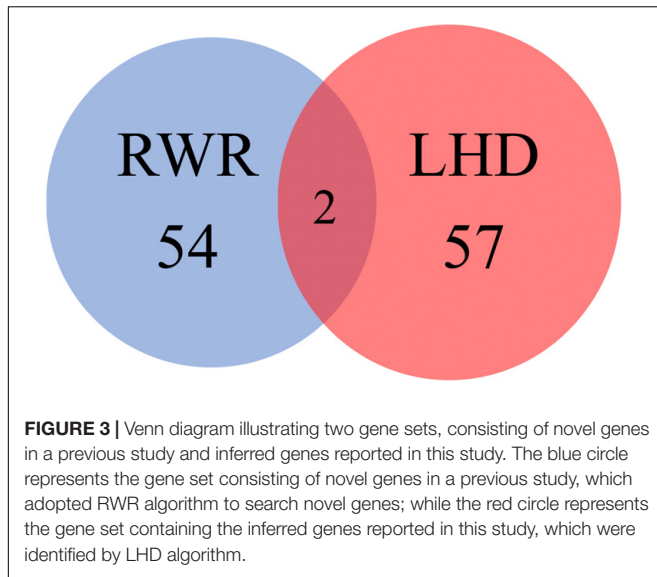 RWR
54
2
LHD
57
FIGURE 3 | Venn diagram illustrating two gene sets, consisting of novel genes
in a previous study and inferred genes reported in this study. The blue circle
represents the gene set consisting of novel genes in a previous study, which
adopted RWR algorithm to search novel genes; while the red circle represents
the gene set containing the inferred genes reported in this study, which were
identified by LHD algorithm.